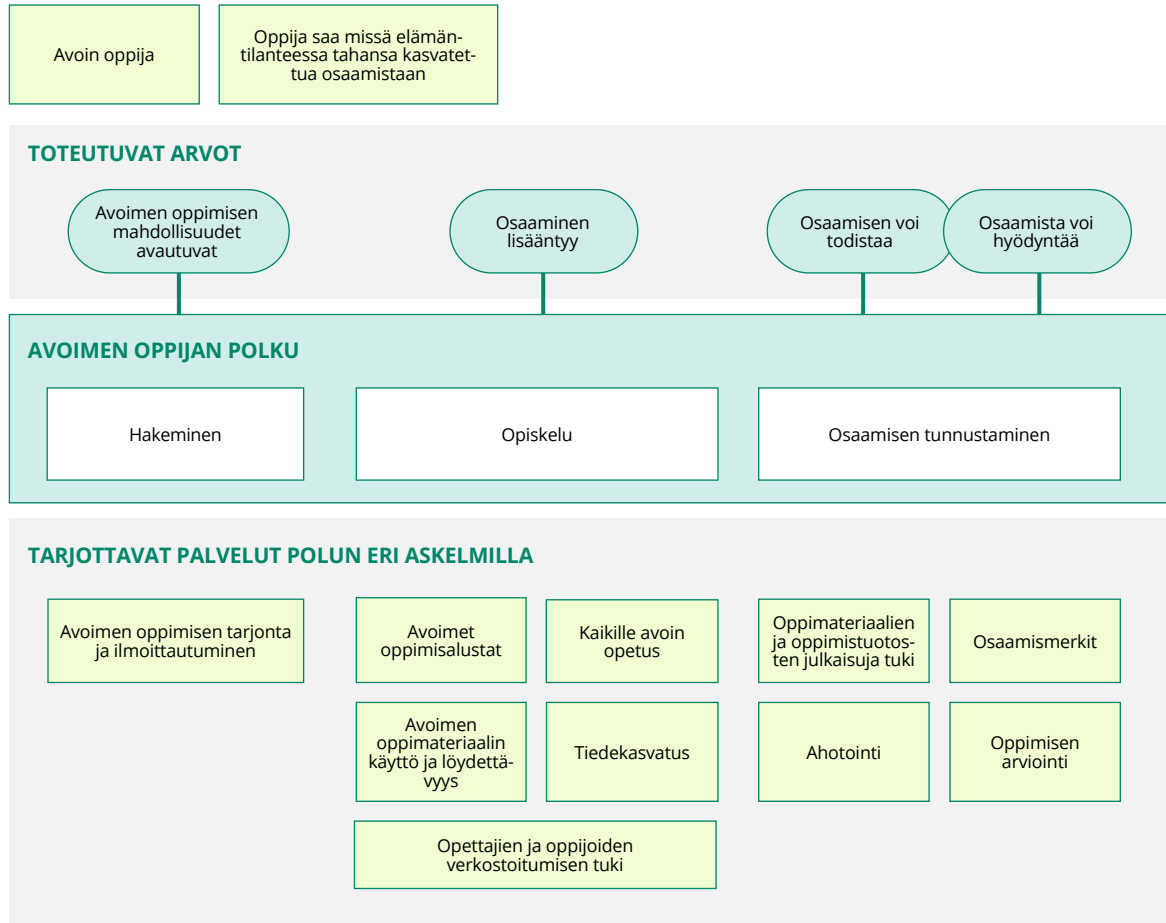 Avoin oppija
Oppija saa missä elämän-
tilanteessa tahansa kasvatet-
tua osaamistaan
TOTEUTUVAT ARVOT
Avoimen oppimisen
mahdollisuudet
avautuvat
Osaaminen
lisääntyy
Osaamisen voi
todistaa
Osaamista voi
hyödyntää
AVOIMEN OPPIJAN POLKU
Hakeminen
Opiskelu
Osaamisen tunnustaminen
TARJOTTAVAT PALVELUT POLUN ERI ASKELMILLA
Avoimen oppimisen tarjonta
ja ilmoittautuminen
Avoimet
oppimisalustat
Kaikille avoin
opetus
Oppimateriaalien
ja oppimistuotos-
ten julkaisuja tuki
Osaamismerkit
Avoimen
oppimateriaalin
käyttö ja löydettä-
vyys
Tiedekasvatus
Ahotointi
Oppimisen
arviointi
Opettajien ja oppijoiden
verkostoitumisen tuki